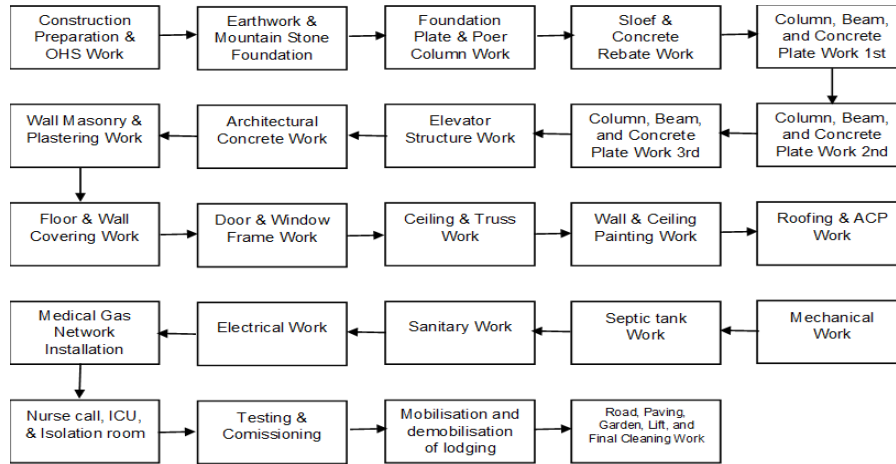 Construction
Preparation &
OHS Work
Earthwork &
Mountain Stone
Foundation
Foundation
Plate & Poer
Column Work
Sloef &
Concrete
Rebate Work
Column, Beam,
and Concrete
Plate Work 1st
Column, Beam,
and Concrete
Plate Work 2nd
Column, Beam,
and Concrete
Plate Work 3rd
Elevator
Structure Work
Architectural
Concrete Work
Wall Masonry &
Plastering Work
Floor & Wall
Covering Work
Door & Window
Frame Work
Ceiling & Truss
Work
Wall & Ceiling
Painting Work
Roofing & ACP
Work
Mechanical
Work
Septic tank
Work
Sanitary Work
Electrical Work
Medical Gas
Network
Installation
Nurse call, ICU,
& Isolation room
Testing &
Comissioning
Mobilisation and
demobilisation
of lodging
Road, Paving,
Garden, Lift, and
Final Cleaning Work